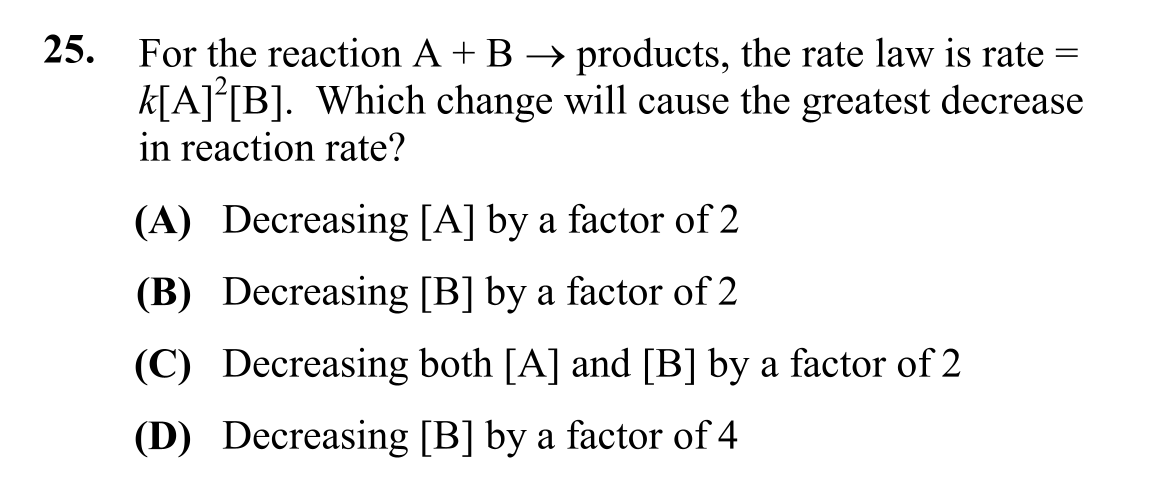 25. For the reaction A + B → products, the rate law is rate =
k[A]²[B]. Which change will cause the greatest decrease
in reaction rate?
(A) Decreasing [A] by a factor of 2
(B) Decreasing [B] by a factor of 2
(C) Decreasing both [A] and [B] by a factor of 2
(D) Decreasing [B] by a factor of 4